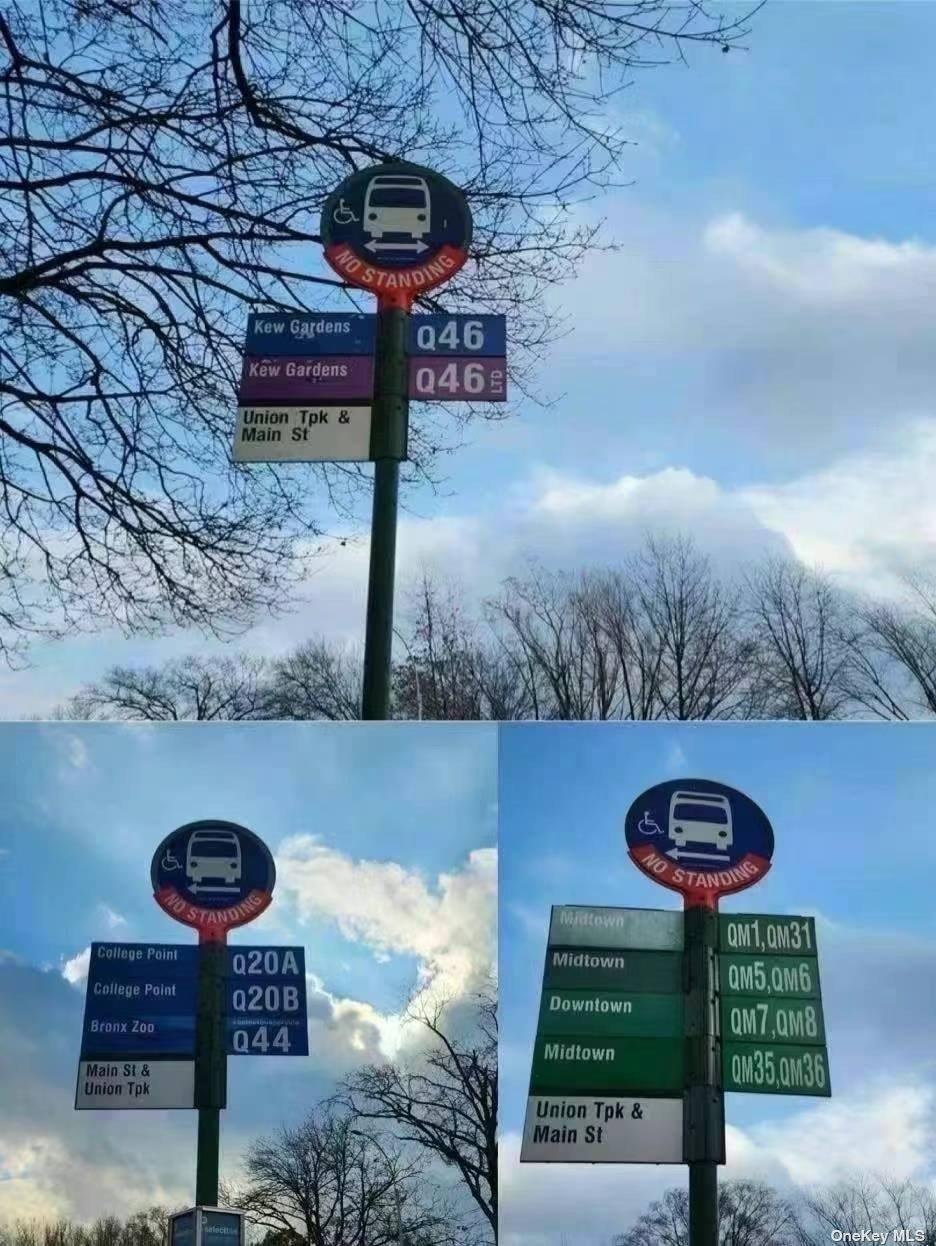 NO STANDING
Kew Gardens Q46
Kew Gardens Q46 LTD
Union Tpk &
Main St
NO STANDING
College Point Q20A
College Point Q20B
Bronx Zoo Q44
Main St &
Union Tpk
selectbus
NO STANDING
Midtown QM1,QM31
Midtown QM5,QM6
Downtown QM7,QM8
Midtown QM35,QM36
Union Tpk &
Main St
OneKey MLS